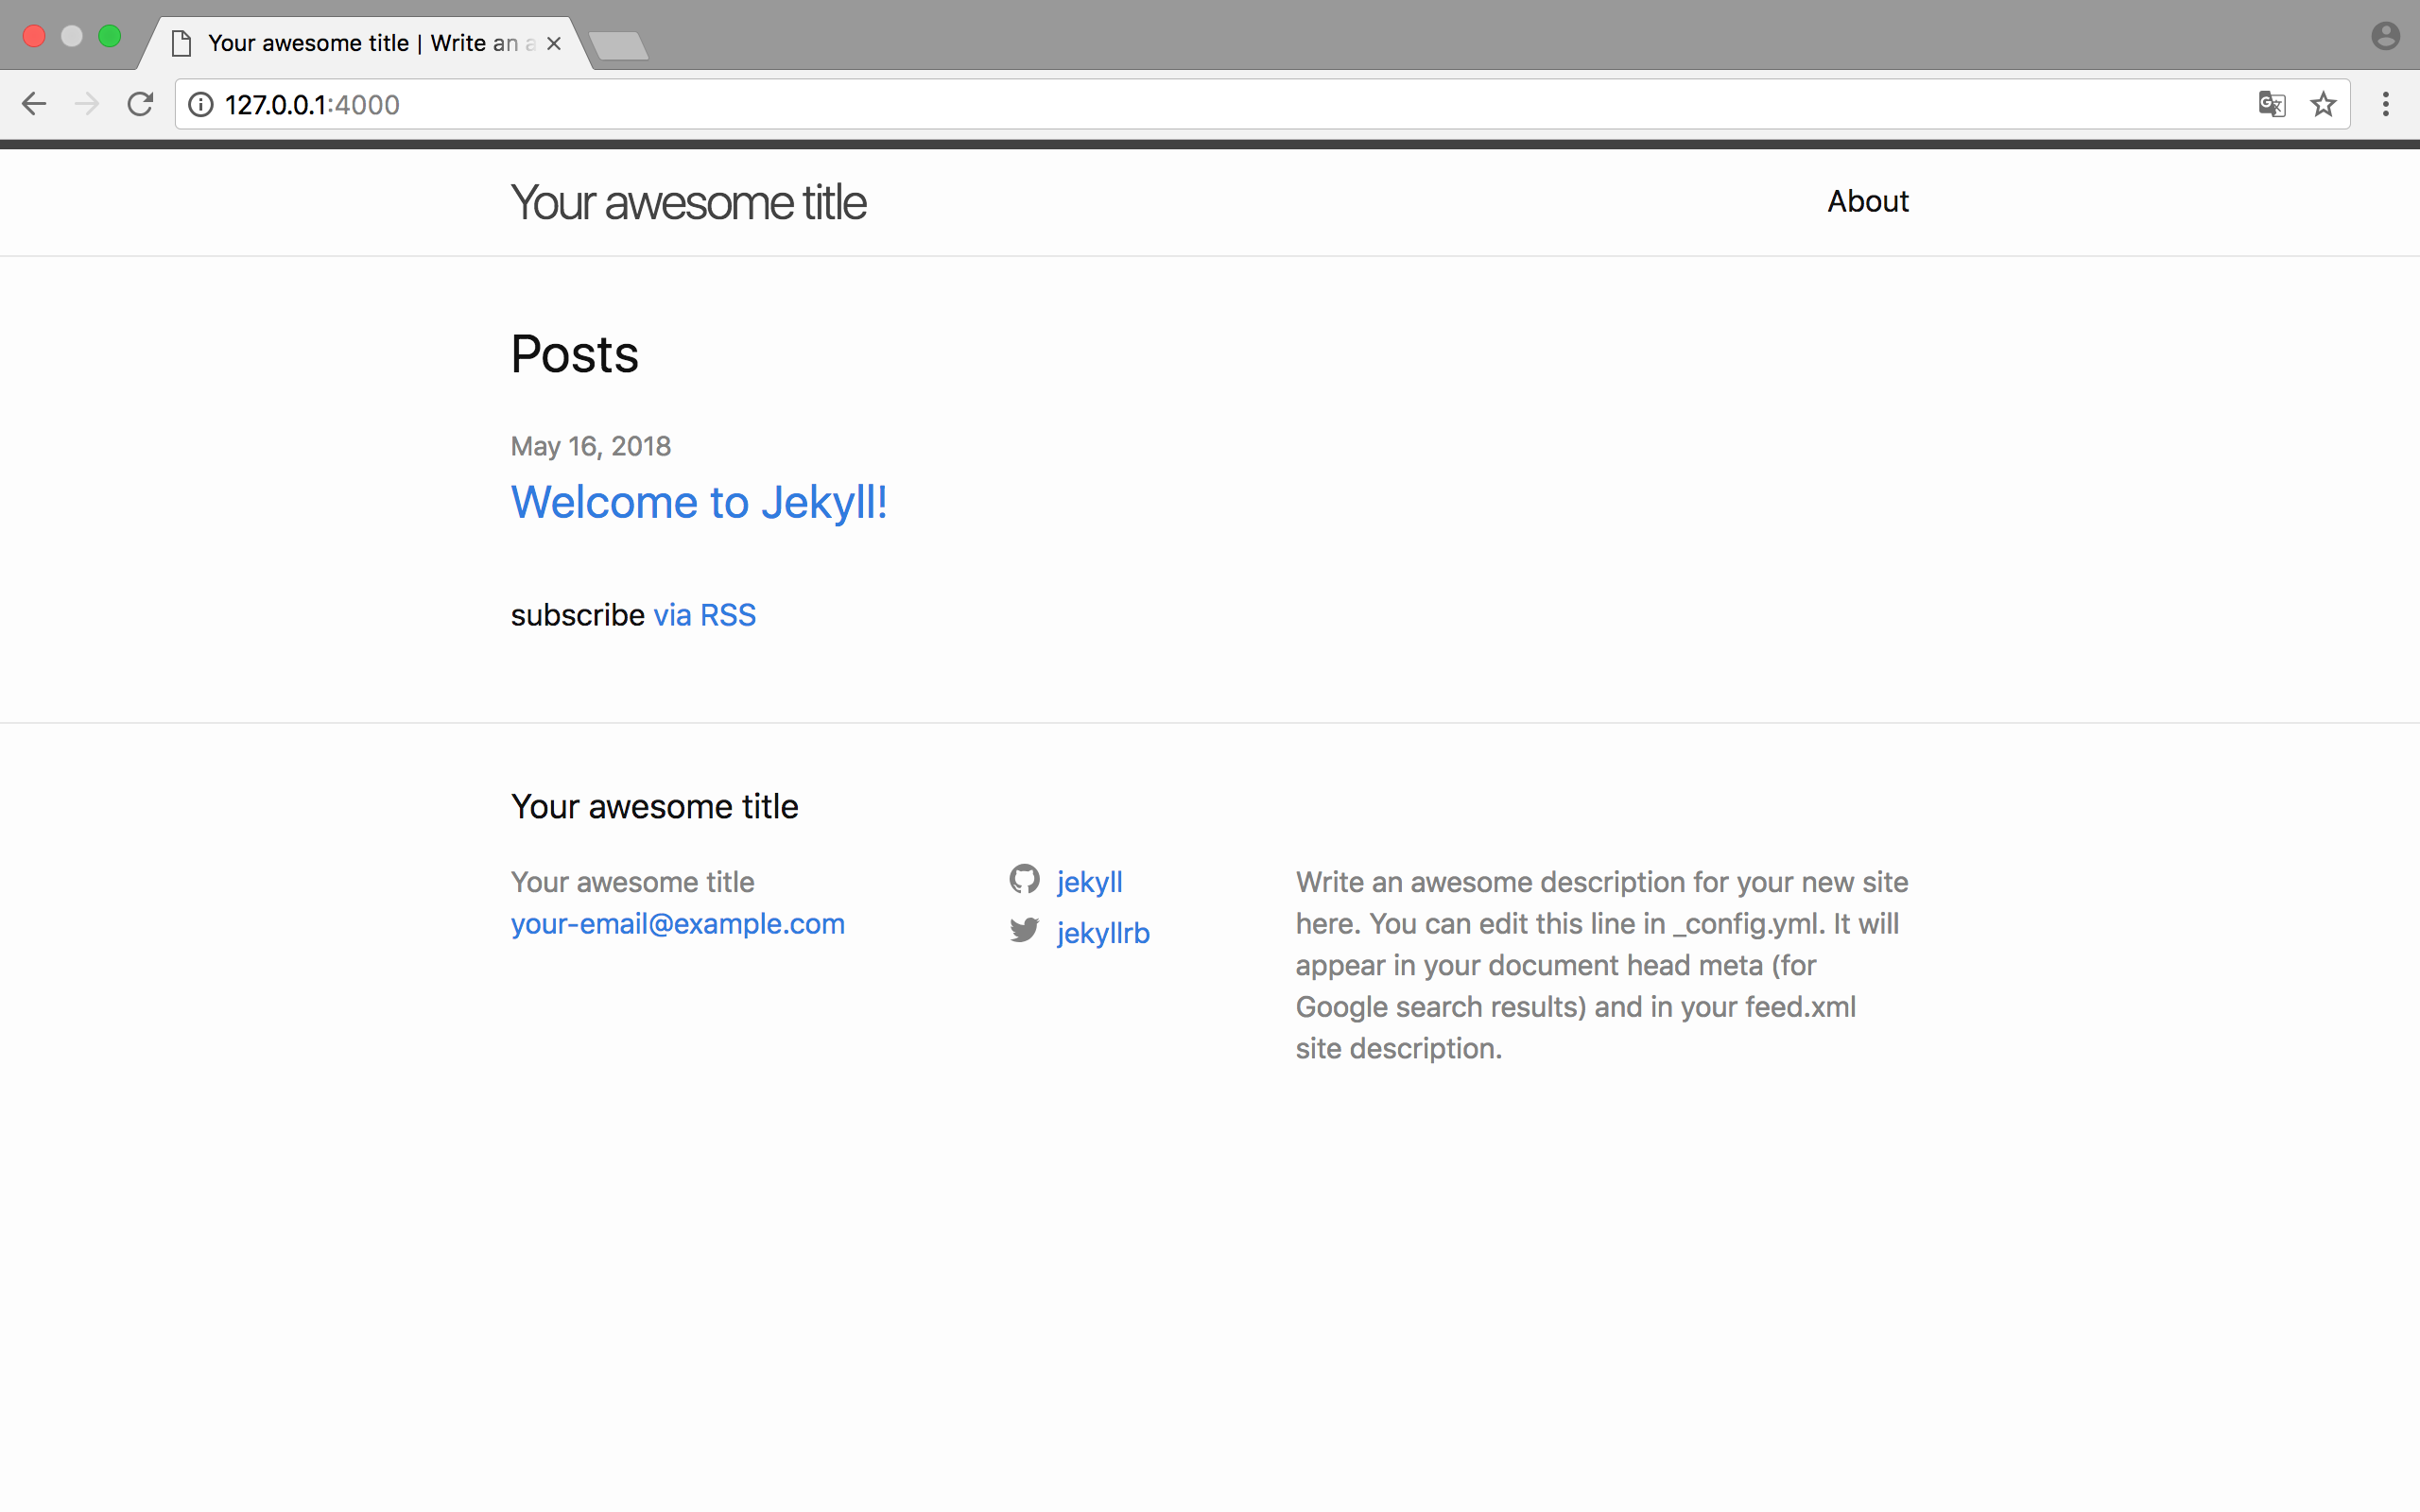 Your awesome title | Write an a
127.0.0.1:4000
Your awesome title
About
Posts
May 16, 2018
Welcome to Jekyll!
subscribe via RSS
Your awesome title
Your awesome title
your-email@example.com
jekyll
jekyllrb
Write an awesome description for your new site
here. You can edit this line in _config.yml. It will
appear in your document head meta (for
Google search results) and in your feed.xml
site description.